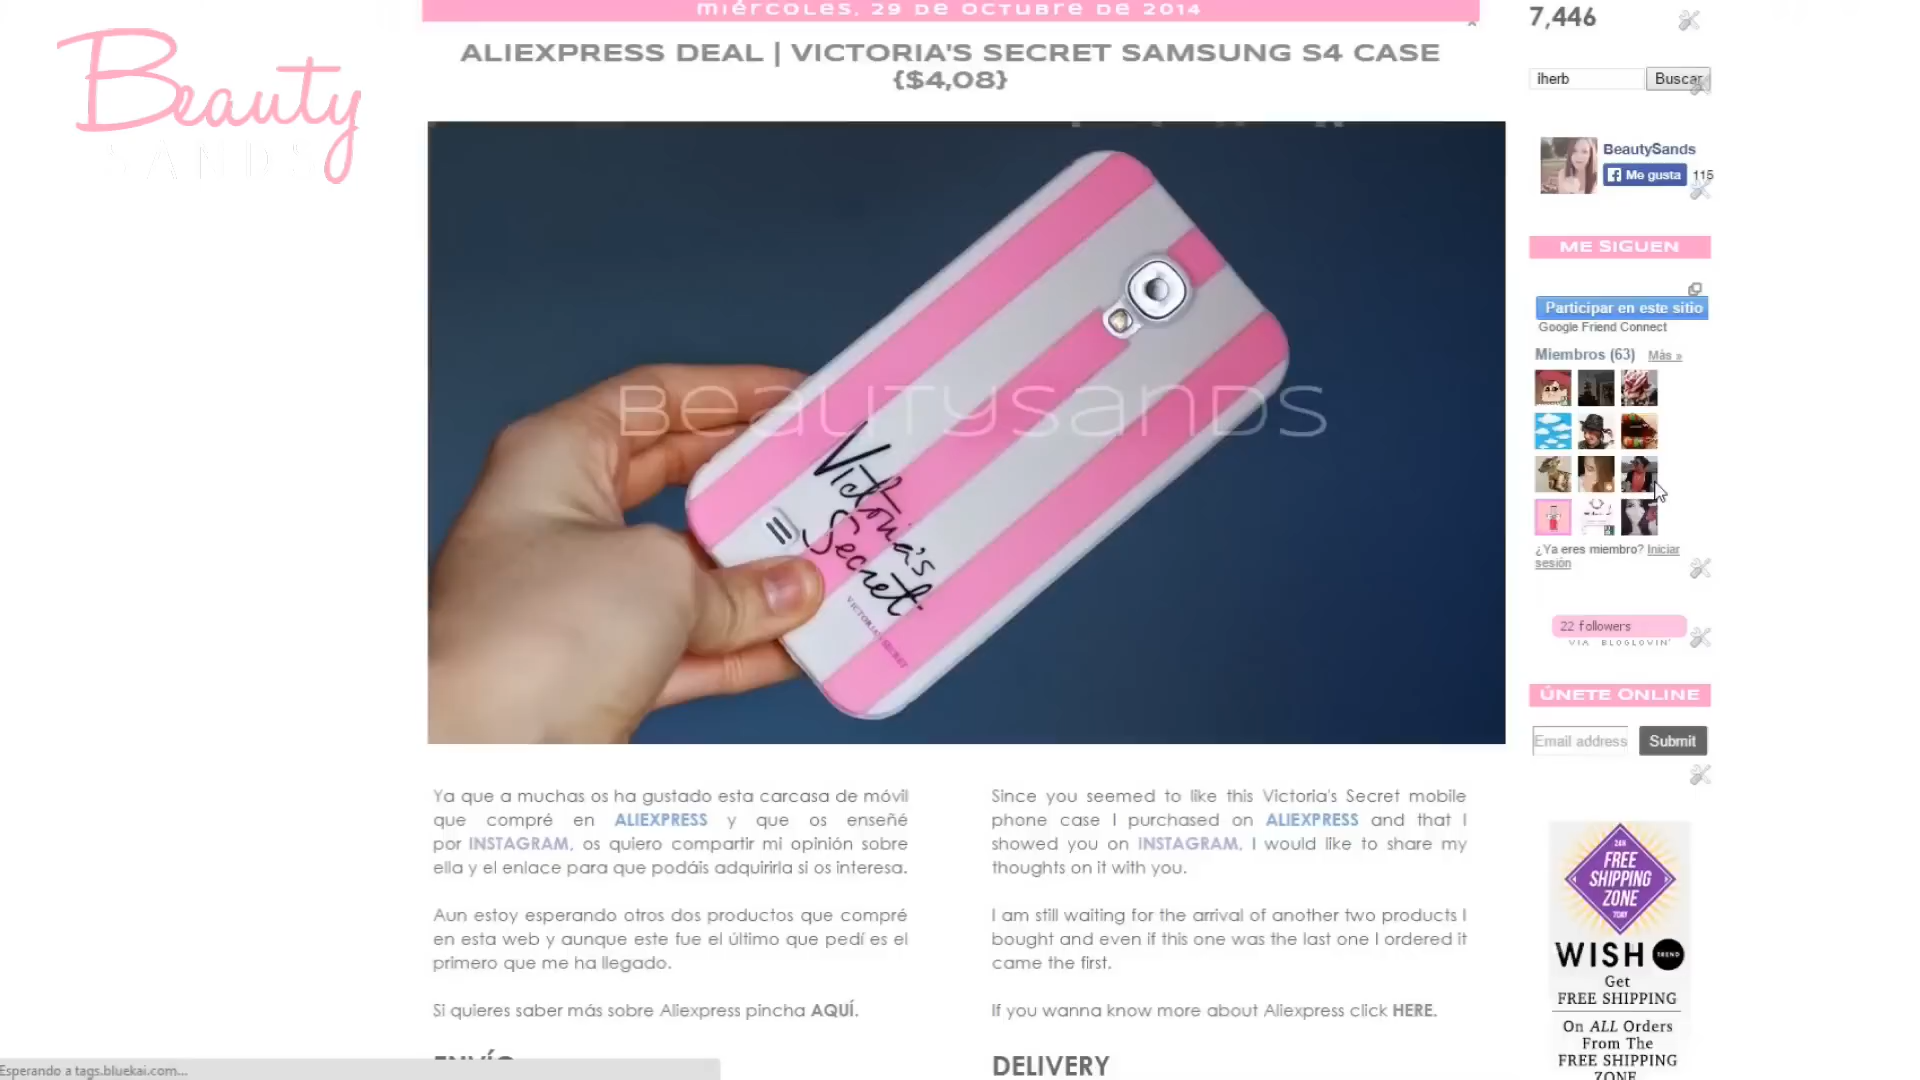 miércoles, 29 de octubre de 2014
ALIEXPRESS DEAL | VICTORIA'S SECRET SAMSUNG S4 CASE
{$4,08}
Beauty
SANDS
BeautySands
Victoria's
Secret
VICTORIA'S SECRET
Ya que a muchas os ha gustado esta carcasa de móvil
que compré en ALIEXPRESS y que os enseñé
por INSTAGRAM, os quiero compartir mi opinión sobre
ella y el enlace para que podáis adquirirla si os interesa.
Aun estoy esperando otros dos productos que compré
en esta web y aunque este fue el último que pedí es el
primero que me ha llegado.
Si quieres saber más sobre Aliexpress pincha AQUÍ.
ENVÍO
Since you seemed to like this Victoria's Secret mobile
phone case I purchased on ALIEXPRESS and that I
showed you on INSTAGRAM, I would like to share my
thoughts on it with you.
I am still waiting for the arrival of another two products I
bought and even if this one was the last one I ordered it
came the first.
If you wanna know more about Aliexpress click HERE.
DELIVERY
7,446
iherb
Buscar
BeautySands
Me gusta 115
ME SIGUEN
Participar en este sitio
Google Friend Connect
Miembros (63) Más »
¿Ya eres miembro? Iniciar
sesión
22 followers
VIA BLOGLOVIN'
ÚNETE ONLINE
Email address
Submit
FREE
SHIPPING
ZONE
7DAY
WISH TREND
Get
FREE SHIPPING
On ALL Orders
From The
FREE SHIPPING
ZONE
Esperando a tags.bluekai.com...